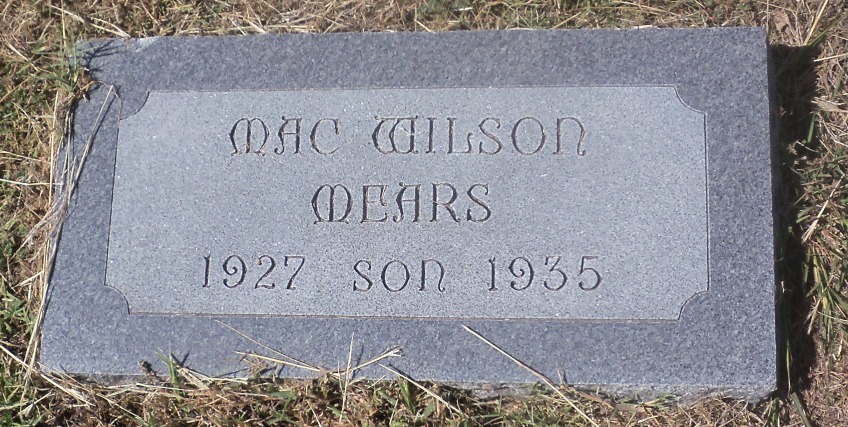 MAC WILSON
MEARS
1927 SON 1935